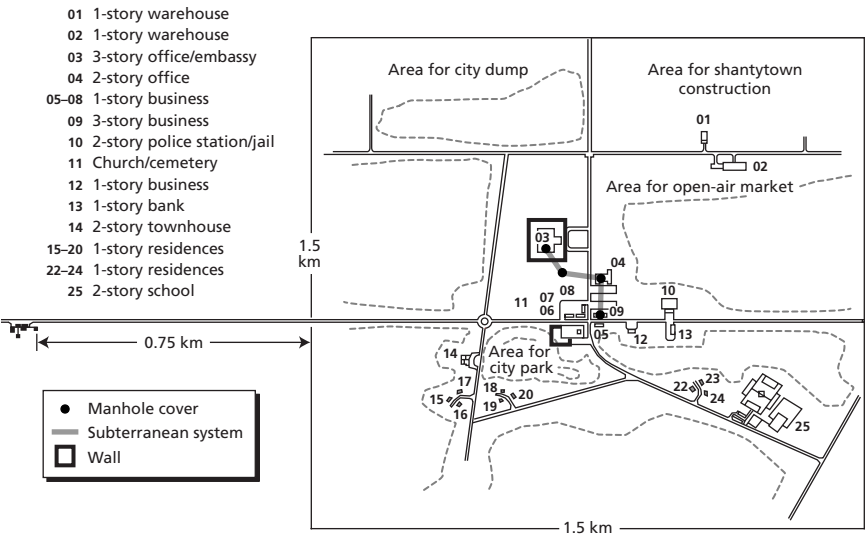 01 1-story warehouse
02 1-story warehouse
03 3-story office/embassy
04 2-story office
05–08 1-story business
09 3-story business
10 2-story police station/jail
11 Church/cemetery
12 1-story business
13 1-story bank
14 2-story townhouse
15–20 1-story residences
22–24 1-story residences
25 2-story school
Area for city dump
Area for shantytown
construction
01
02
Area for open-air market
03
1.5
km
04
08
10
07
11
06
09
05
12
13
0.75 km
Area for
city park
14
17
18
20
15
16
19
23
22
24
25
Manhole cover
Subterranean system
Wall
1.5 km